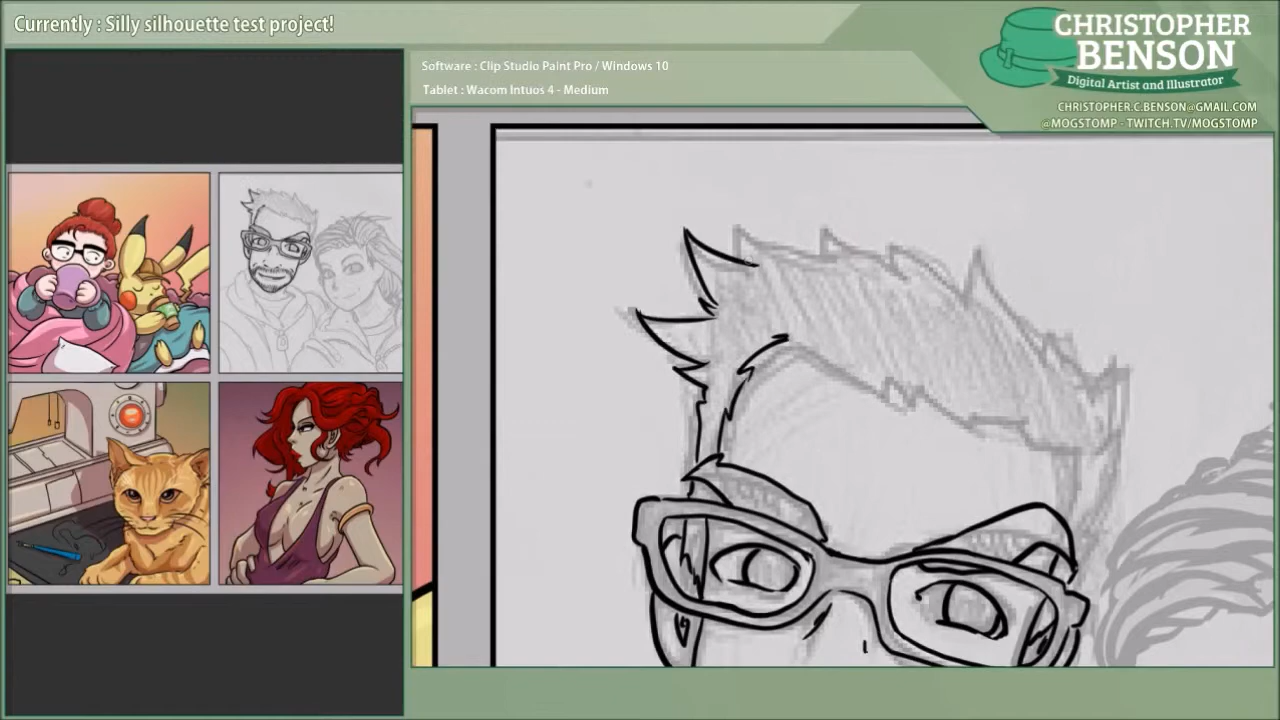 Currently : Silly silhouette test project!
Software : Clip Studio Paint Pro / Windows 10
Tablet : Wacom Intuos 4 - Medium
CHRISTOPHER
BENSON
Digital Artist and Illustrator
CHRISTOPHER.C.BENSON@GMAIL.COM
@MOGSTOMP - TWITCH.TV/MOGSTOMP